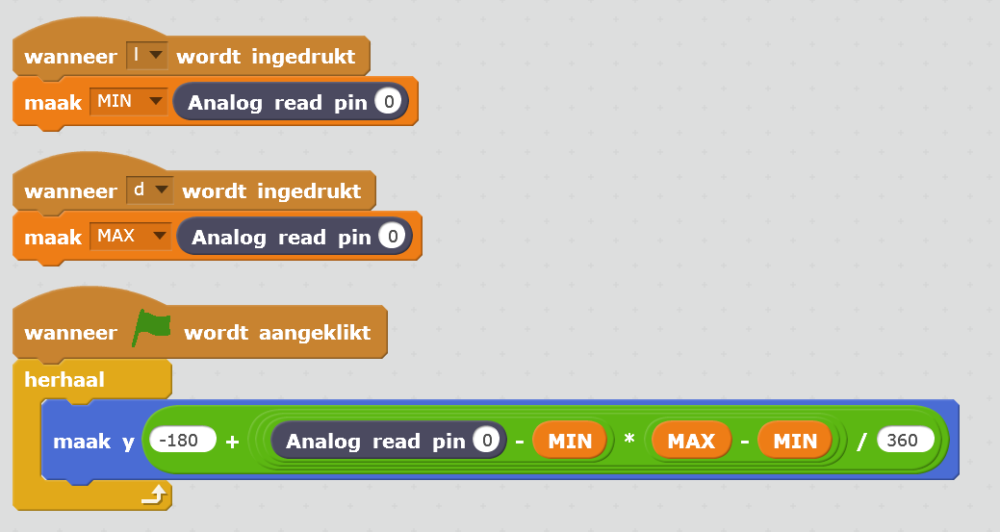 wanneer l wordt ingedrukt
maak MIN Analog read pin 0
wanneer d wordt ingedrukt
maak MAX Analog read pin 0
wanneer wordt aangeklikt
herhaal
maak y -180 + Analog read pin 0 - MIN * MAX - MIN / 360